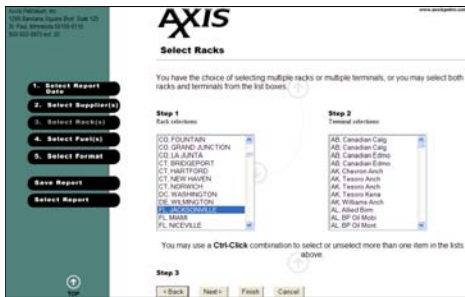 AXIS
Select Racks
You have the choice of selecting multiple racks or multiple terminals, or you may select both
racks and terminals from the list boxes.
1. Select Report
Date
2. Select Supplier(s)
3. Select Rack(s)
4. Select Fuel(s)
5. Select Format
Save Report
Select Report
TOP
Step 1
Rack selections
CO, FOUNTAIN
CO, GRAND JUNCTION
CO, LA JUNTA
CT, BRIDGEPORT
CT, HARTFORD
CT, NEW HAVEN
CT, NORWICH
DC, WASHINGTON
DE, WILMINGTON
FL, JACKSONVILLE
FL, MIAMI
FL, NICEVILLE
Step 2
Terminal selections
AB, Canadian Calg
AB, Canadian Calg
AB, Canadian Edmo
AB, Canadian Edmo
AK, Chevron Anch
AK, Tesoro Anch
AK, Tesoro Anch
AK, Tesoro Kena
AK, Williams Anch
AL, Allied Birm
AL, BP Oil Mobi
AL, BP Oil Mont
You may use a Ctrl-Click combination to select or unselect more than one item in the lists
above.
Step 3
< Back
Next >
Finish
Cancel